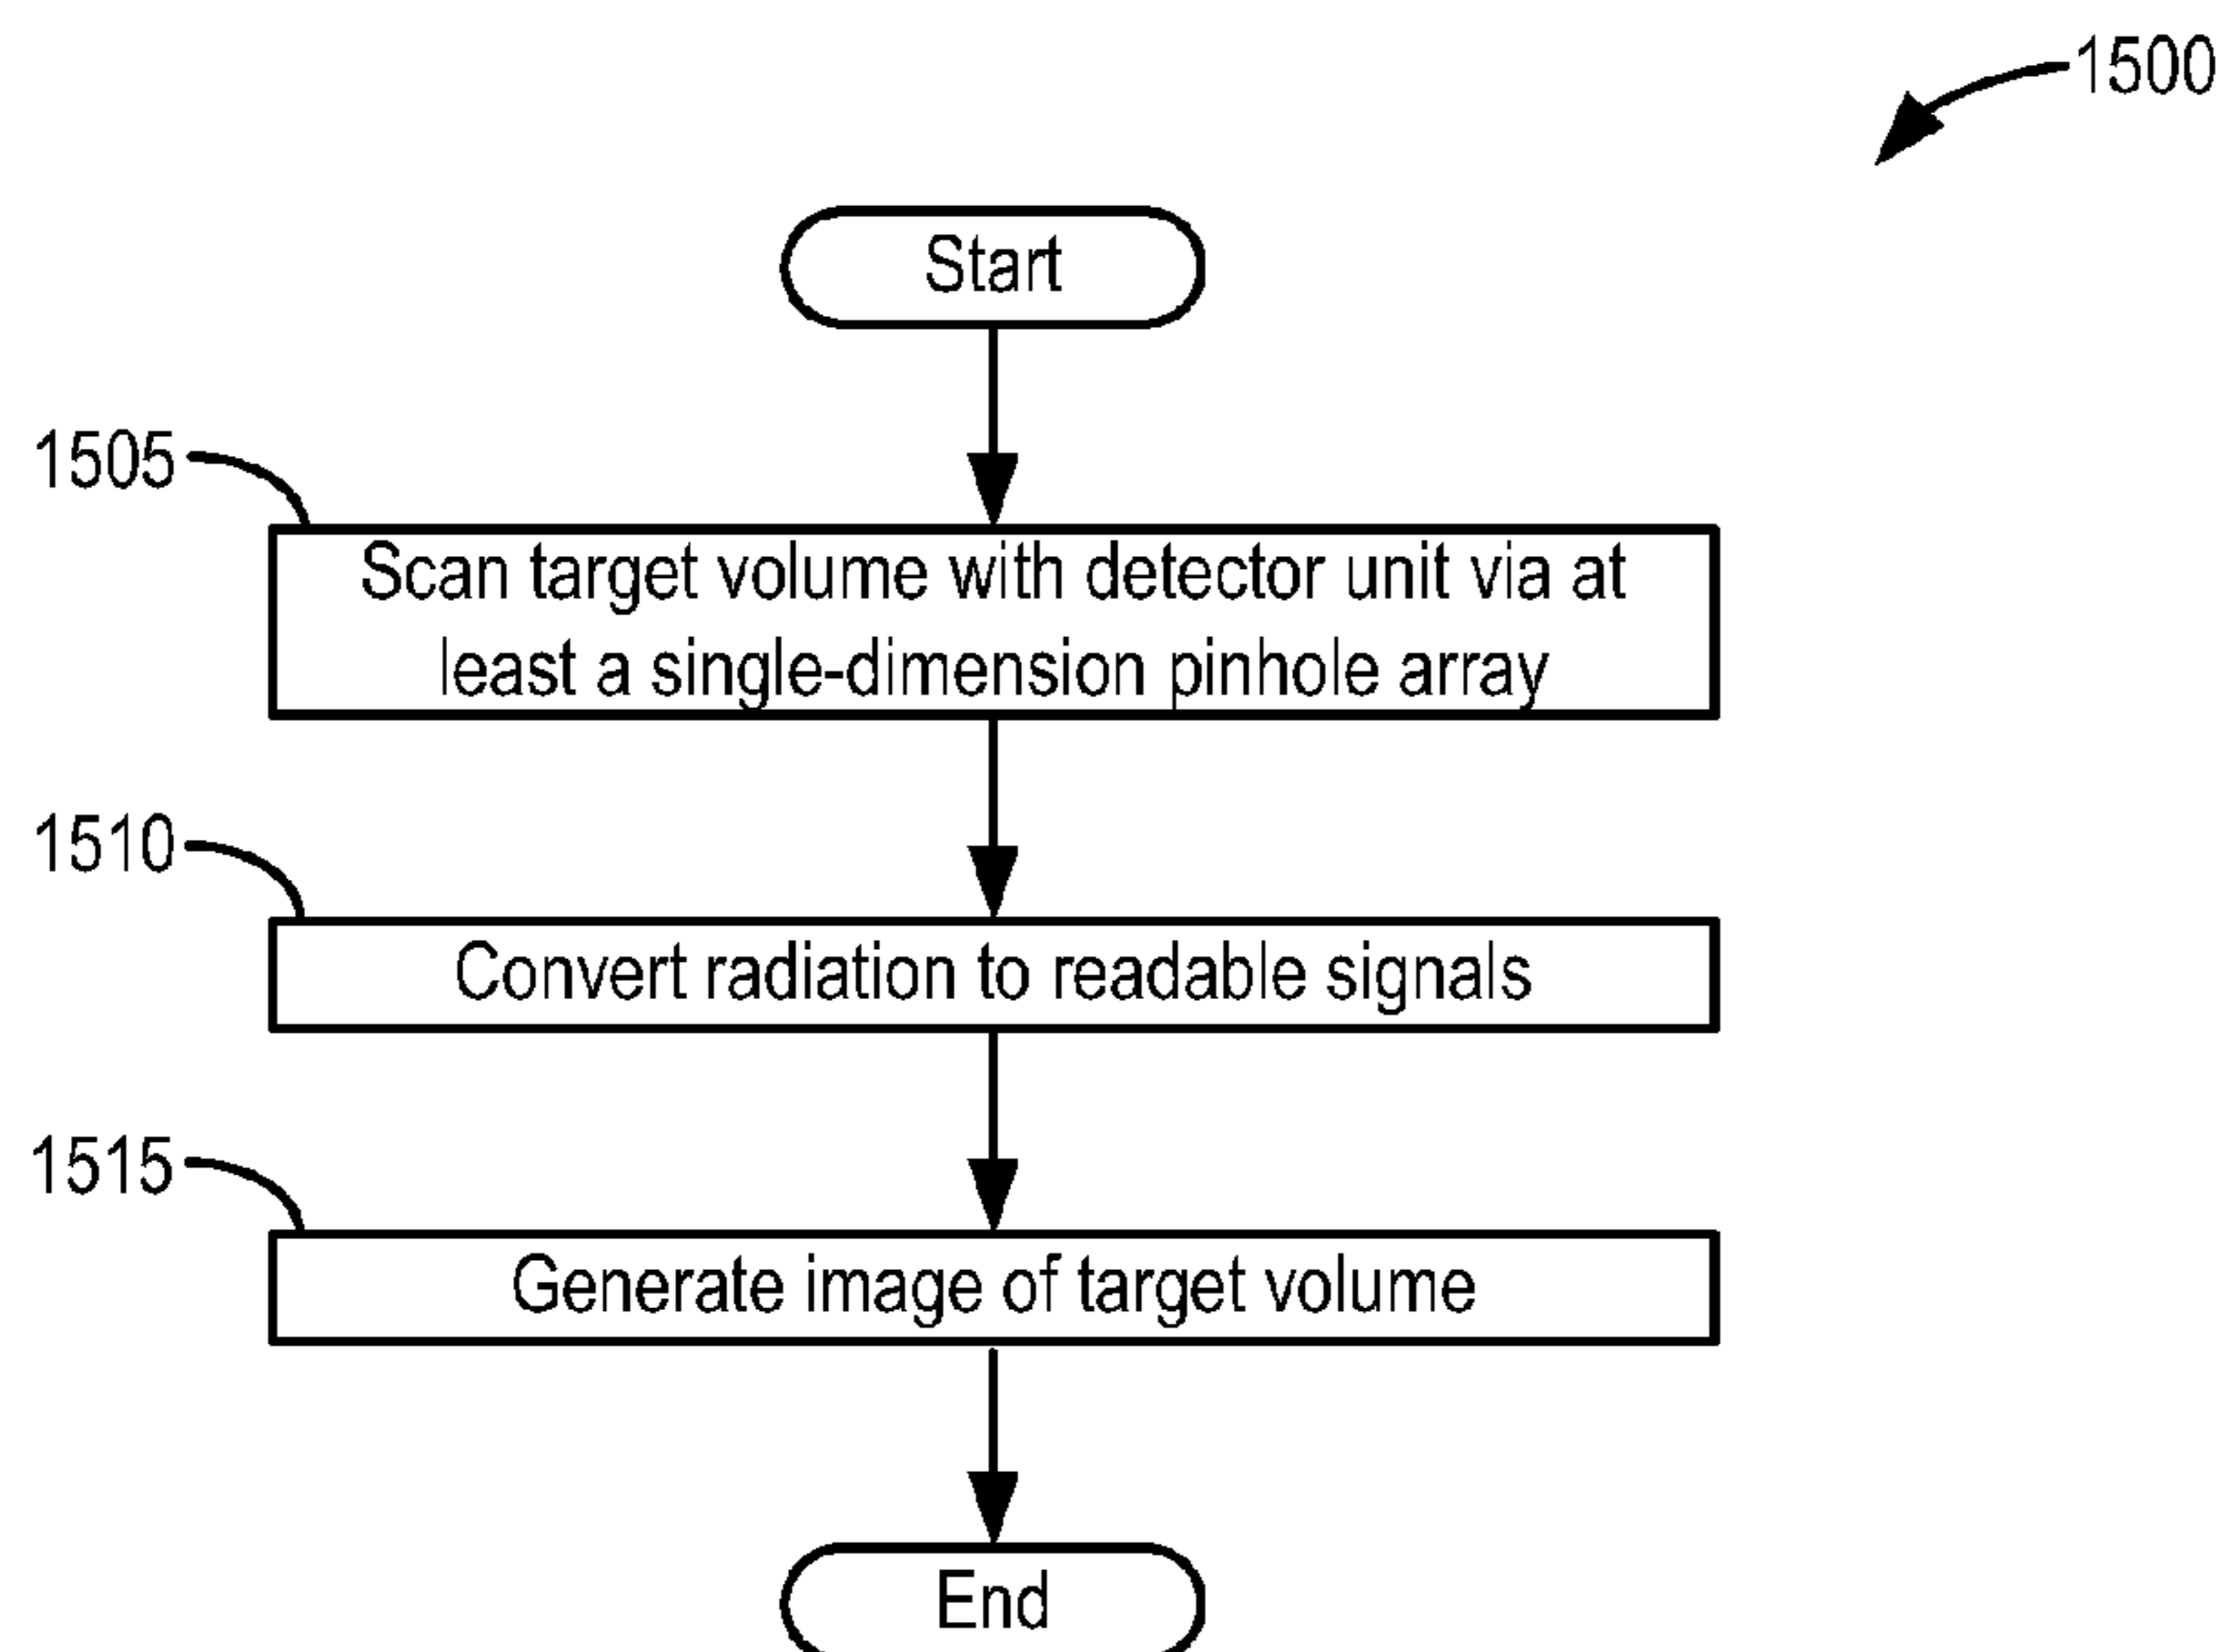 1500
Start
1505
Scan target volume with detector unit via at
least a single-dimension pinhole array
1510
Convert radiation to readable signals
1515
Generate image of target volume
End